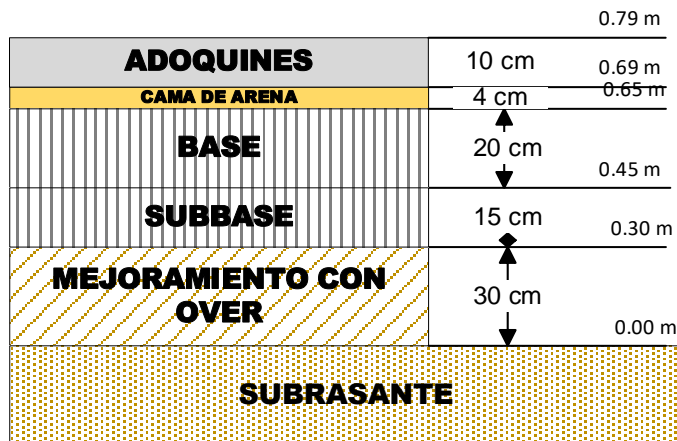 0.79 m
ADOQUINES
10 cm
0.69 m
CAMA DE ARENA
4 cm
0.65 m
BASE
20 cm
0.45 m
SUBBASE
15 cm
0.30 m
MEJORAMIENTO CON
OVER
30 cm
0.00 m
SUBRASANTE